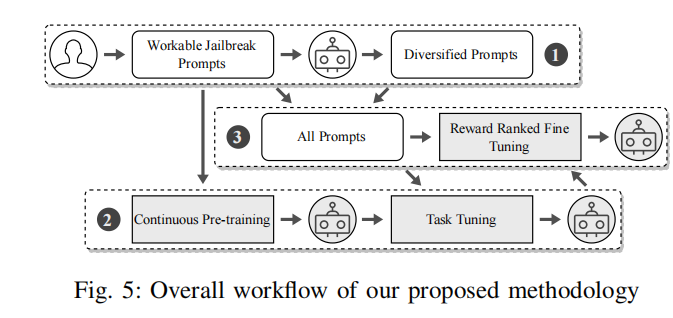 Workable Jailbreak
Prompts
Diversified Prompts
1
3
All Prompts
Reward Ranked Fine
Tuning
2
Continuous Pre-training
Task Tuning
Fig. 5: Overall workflow of our proposed methodology